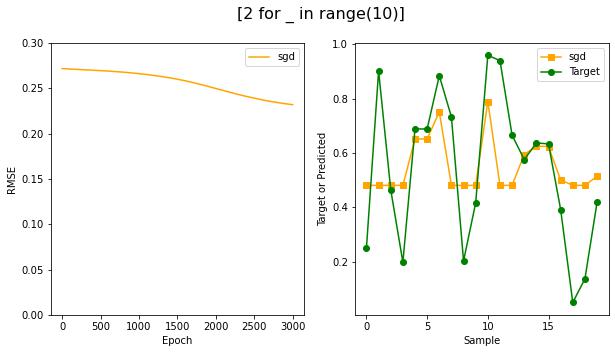 [2 for _ in range(10)]
0.30
0.25
0.20
0.15
0.10
0.05
0.00
RMSE
0 500 1000 1500 2000 2500 3000
Epoch
sgd
1.0
0.8
0.6
0.4
0.2
Target or Predicted
0 5 10 15
Sample
sgd
Target